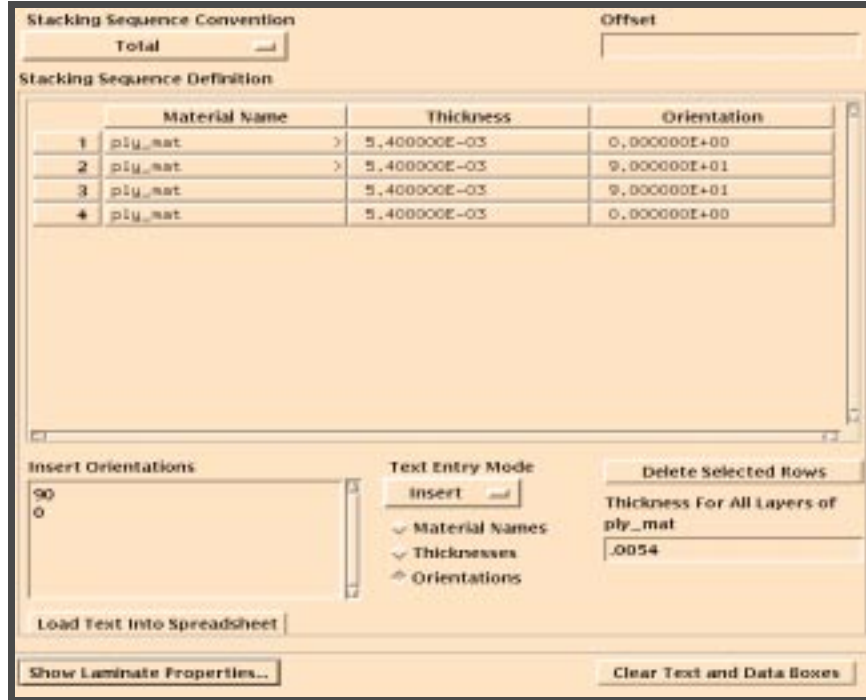 Stacking Sequence Convention Offset
Total
Stacking Sequence Definition
Material Name Thickness Orientation
1 ply_mat > 5.400000E-03 0.000000E+00
2 ply_mat > 5.400000E-03 9.000000E+01
3 ply_mat 5.400000E-03 9.000000E+01
4 ply_mat 5.400000E-03 0.000000E+00
Insert Orientations Text Entry Mode Delete Selected Rows
90 Insert
0
Thickness For All Layers of
ply_mat
Material Names
.0054
Thicknesses
Orientations
Load Text Into Spreadsheet
Show Laminate Properties... Clear Text and Data Boxes